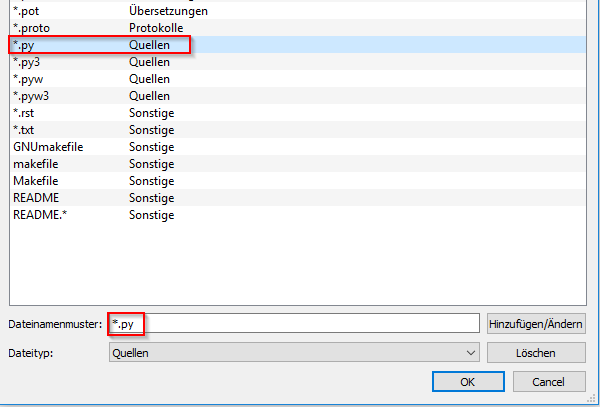 *.pot Übersetzungen
*.proto Protokolle
*.py Quellen
*.py3 Quellen
*.pyw Quellen
*.pyw3 Quellen
*.rst Sonstige
*.txt Sonstige
GNUmakefile Sonstige
makefile Sonstige
Makefile Sonstige
README Sonstige
README.* Sonstige
Dateinamenmuster: *.py Hinzufügen/Ändern
Dateityp: Quellen Löschen
OK Cancel